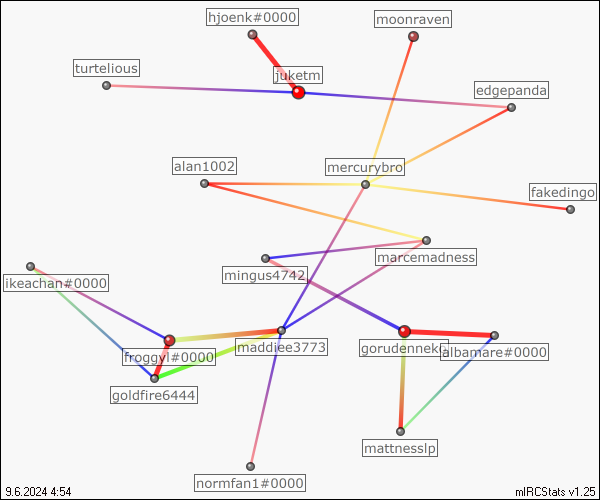 hjoenk#0000
moonraven
turtelious
juketm
edgepanda
alan1002
mercurybro
fakedingo
marcemadness
ikeachan#0000
mingus4742
froggyl#0000
maddiee3773
albamare#0000
goldfire6444
mattnesslp
normfan1#0000
9.6.2024 4:54
mIRCStats v1.25